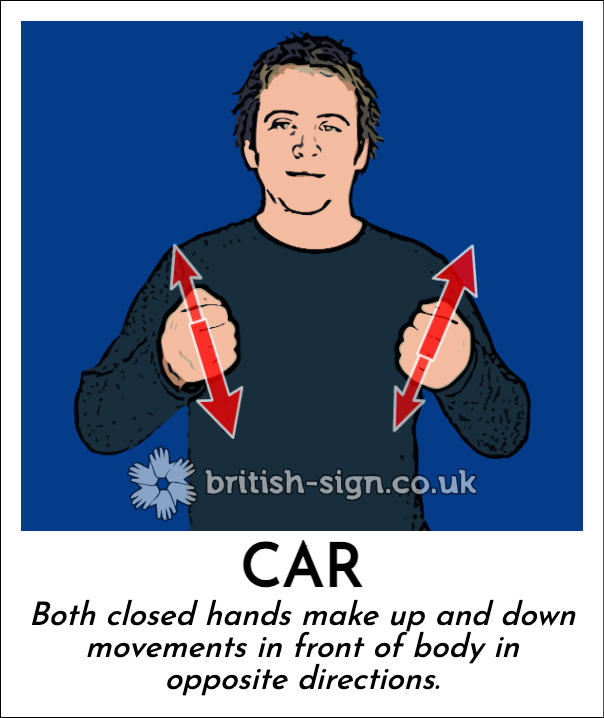 british-sign.co.uk
CAR
Both closed hands make up and down
movements in front of body in
opposite directions.